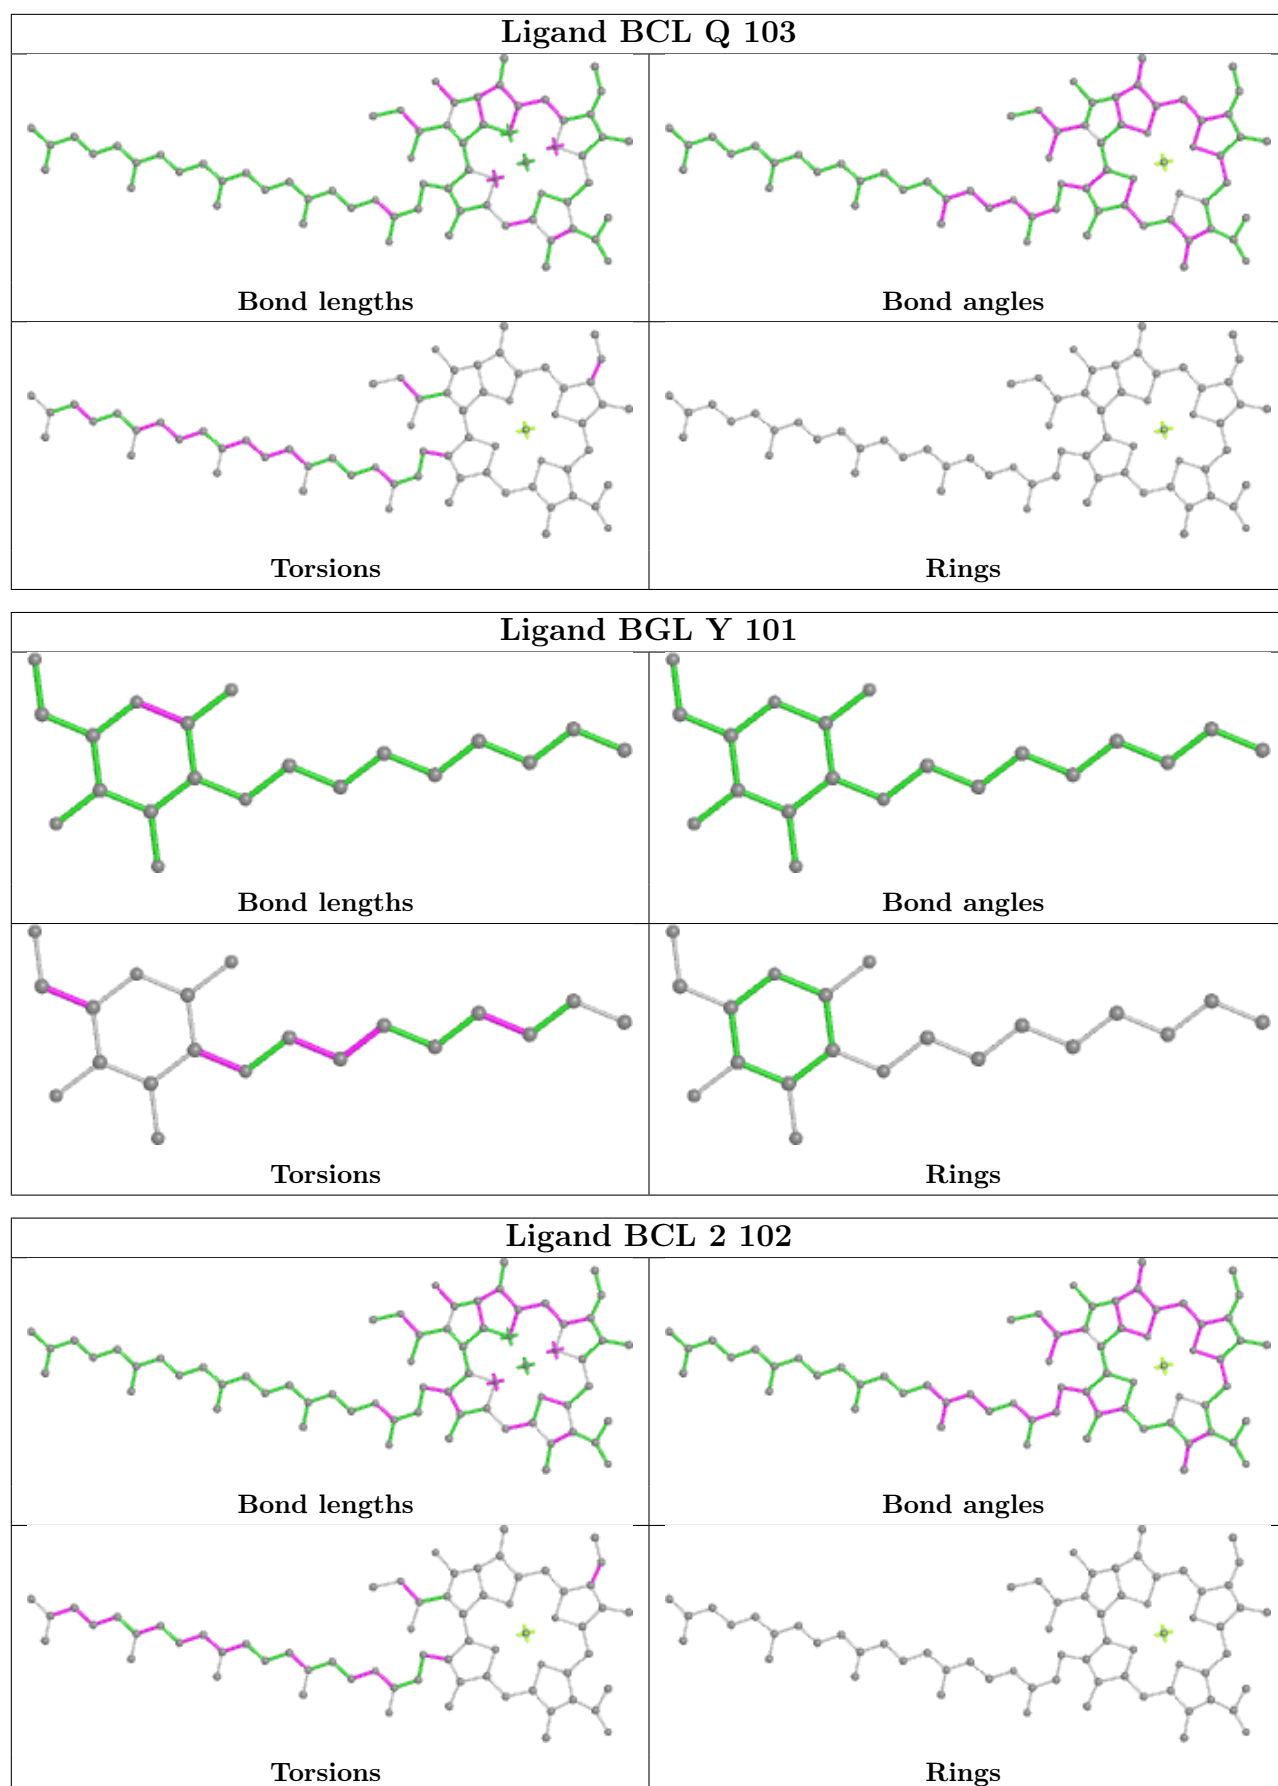 Ligand BCL Q 103
Bond lengths
Bond angles
Torsions
Rings
Ligand BGL Y 101
Bond lengths
Bond angles
Torsions
Rings
Ligand BCL 2 102
Bond lengths
Bond angles
Torsions
Rings